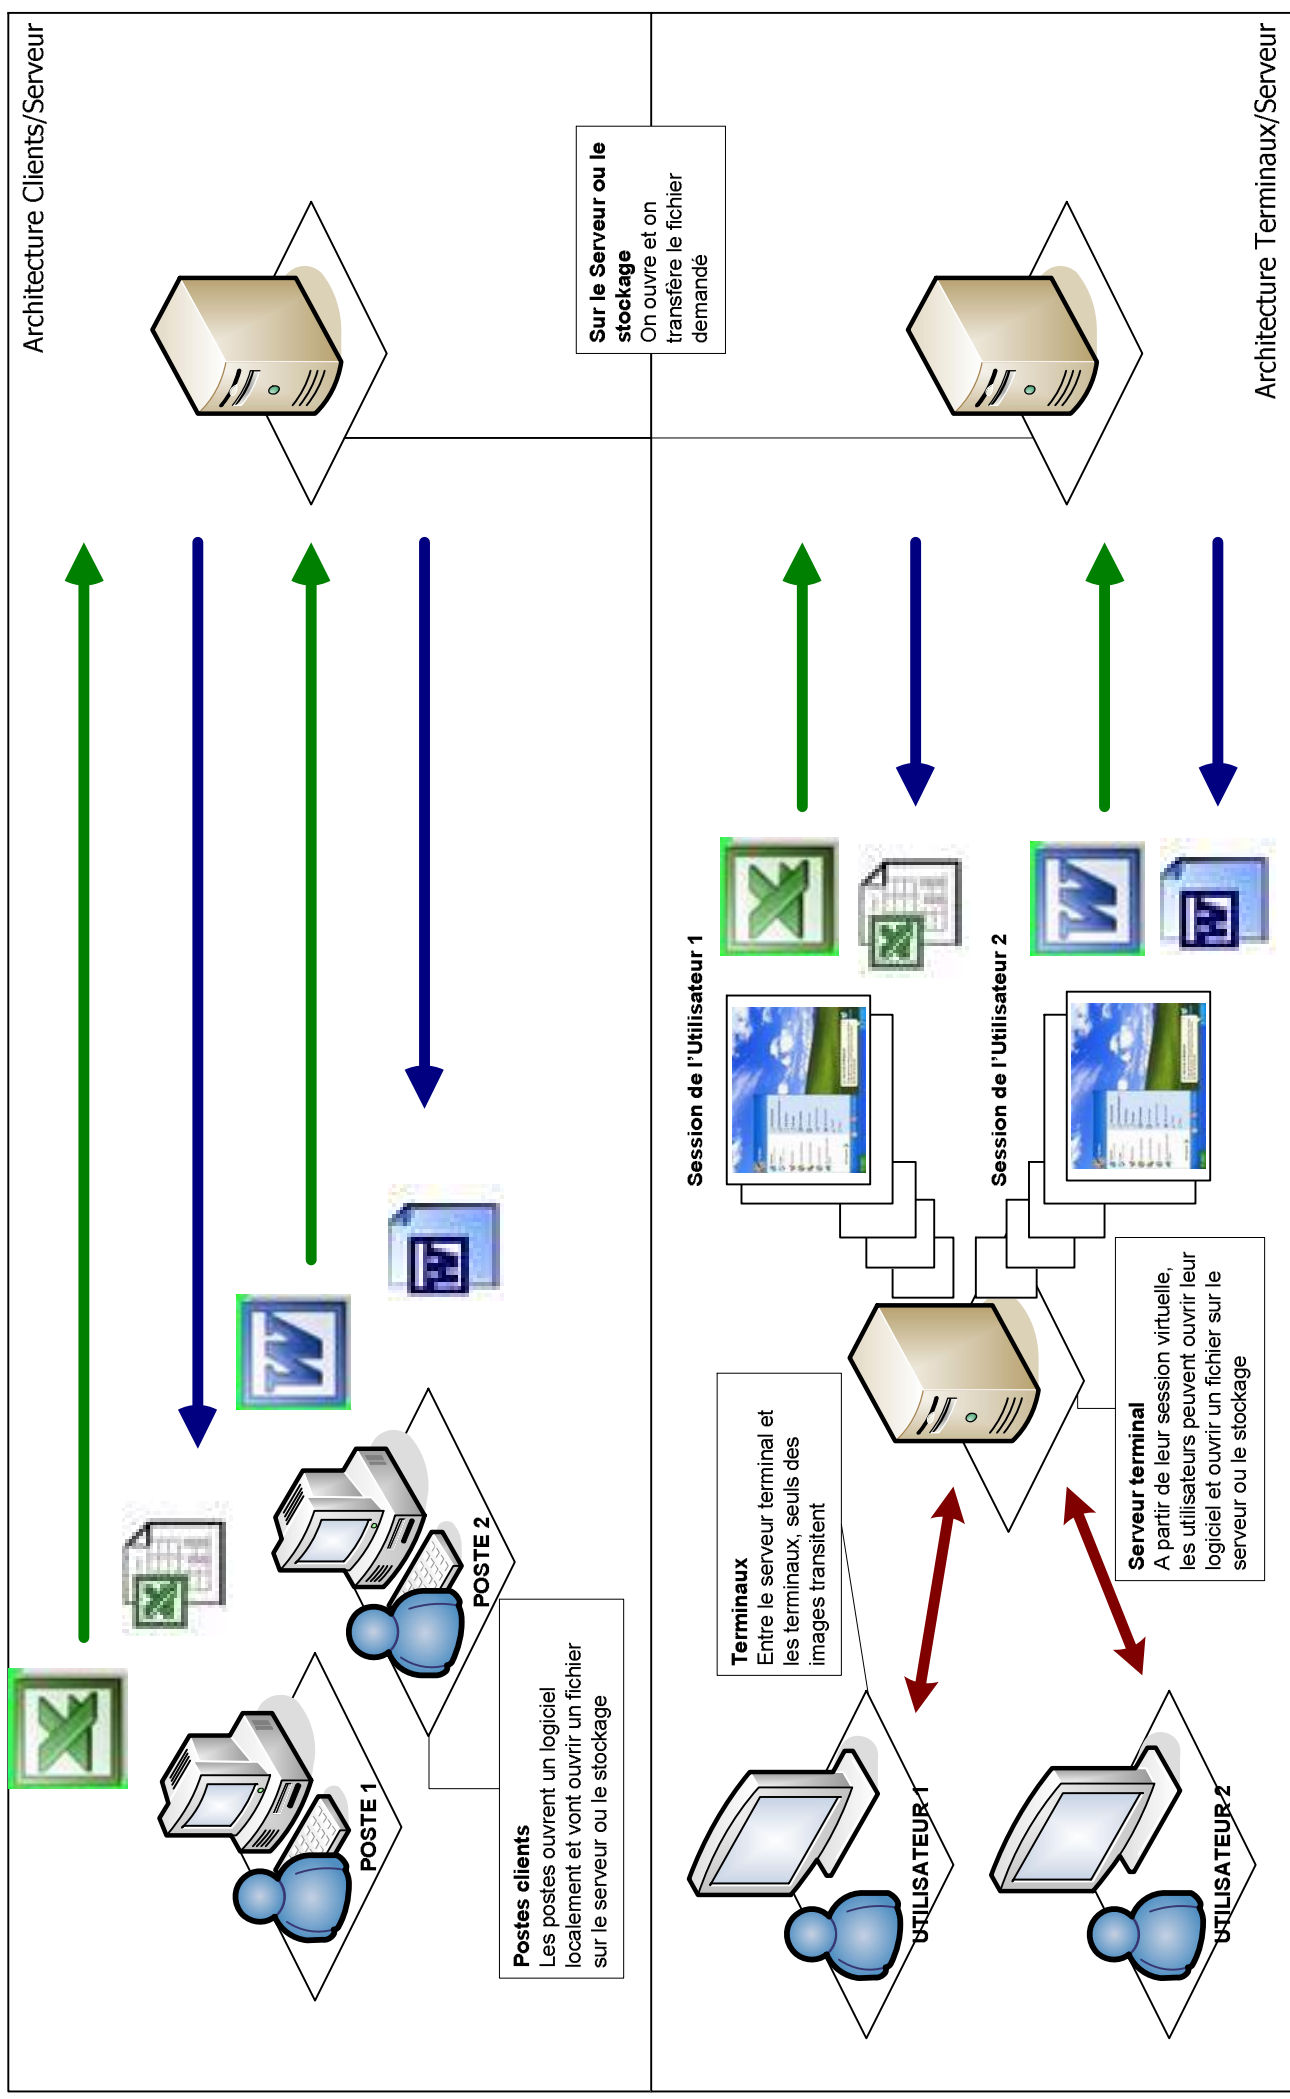 Architecture Clients/Serveur
POSTE 1
POSTE 2
Postes clients
Les postes ouvrent un logiciel
localement et vont ouvrir un fichier
sur le serveur ou le stockage
Sur le Serveur ou le
stockage
On ouvre et on
transfère le fichier
demandé
Architecture Terminaux/Serveur
UTILISATEUR 1
UTILISATEUR 2
Terminaux
Entre le serveur terminal et
les terminaux, seuls des
images transitent
Session de l'Utilisateur 1
Session de l'Utilisateur 2
Serveur terminal
A partir de leur session virtuelle,
les utilisateurs peuvent ouvrir leur
logiciel et ouvrir un fichier sur le
serveur ou le stockage